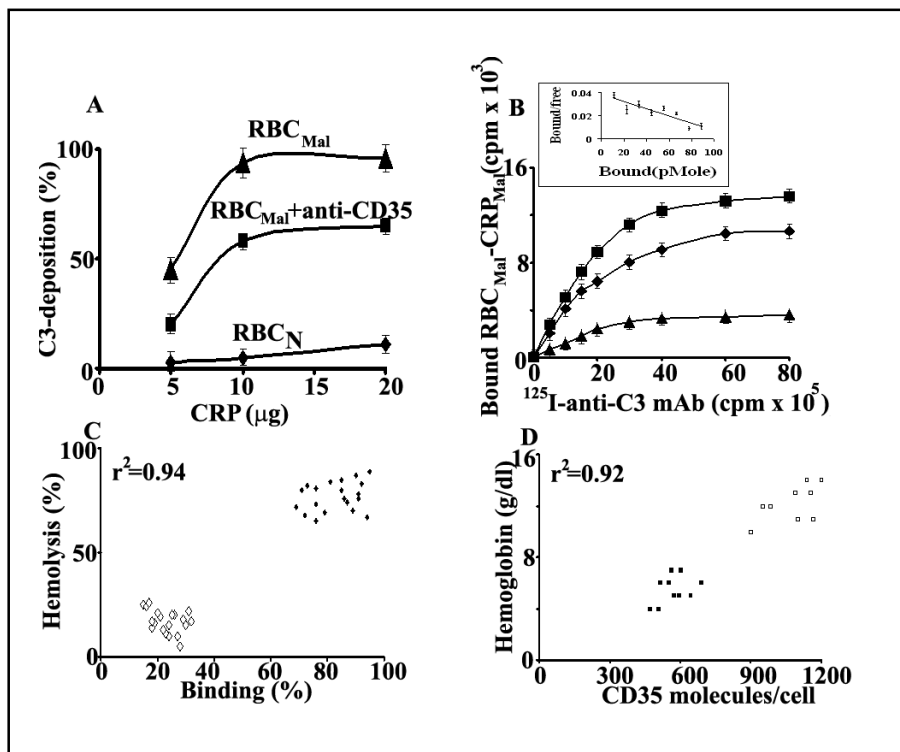 A
C3-deposition (%)
100
50
0
RBC_Mal
RBC_Mal+anti-CD35
RBC_N
0 5 10 15 20
CRP (μg)
B
Bound RBC_Mal-CRP_Mal(cpm x 10^3)
16
8
0
0 20 40 60 80
^125I-anti-C3 mAb (cpm x 10^5)
Bound/free
0.04
0.02
0
0 20 40 60 80 100
Bound(pMole)
C
r^2=0.94
Hemolysis (%)
100
50
0
20 40 60 80 100
Binding (%)
D
r^2=0.92
Hemoglobin (g/dl)
16
8
0
0 300 600 900 1200
CD35 molecules/cell